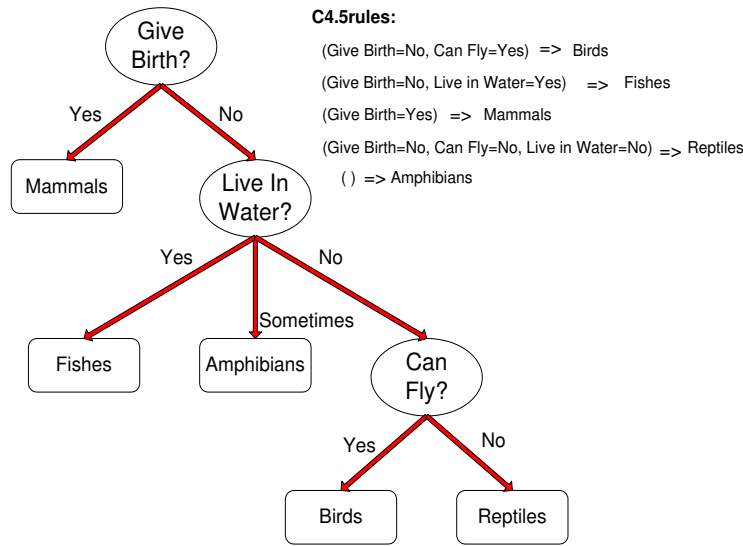 Give
Birth?
Yes
No
Mammals
Live In
Water?
Yes
Sometimes
No
Fishes
Amphibians
Can
Fly?
Yes
No
Birds
Reptiles
C4.5rules:
(Give Birth=No, Can Fly=Yes) => Birds
(Give Birth=No, Live in Water=Yes) => Fishes
(Give Birth=Yes) => Mammals
(Give Birth=No, Can Fly=No, Live in Water=No) => Reptiles
( ) => Amphibians